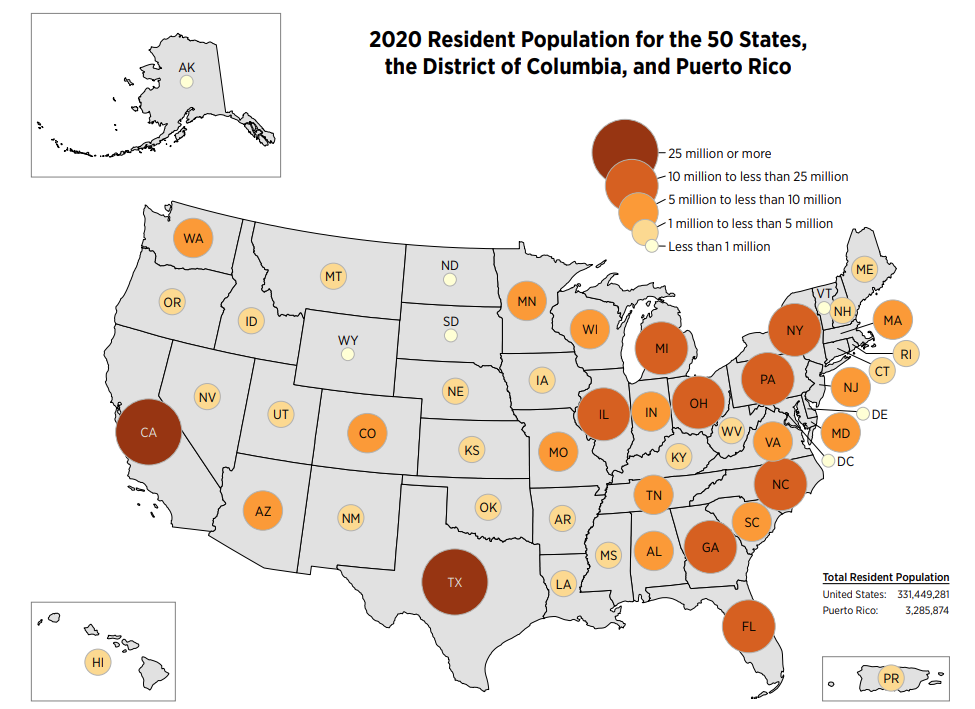 2020 Resident Population for the 50 States,
the District of Columbia, and Puerto Rico
AK
25 million or more
10 million to less than 25 million
5 million to less than 10 million
1 million to less than 5 million
Less than 1 million
WA
ND
ME
MT
VT
OR
MN
NH
ID
SD
WI
MA
NY
WY
MI
RI
CT
PA
IA
NJ
NE
NV
OH
UT
IL
IN
DE
CA
CO
WV
MD
VA
KS
MO
KY
DC
NC
TN
OK
AZ
NM
AR
SC
GA
AL
MS
TX
LA
Total Resident Population
United States: 331,449,281
Puerto Rico: 3,285,874
FL
HI
PR